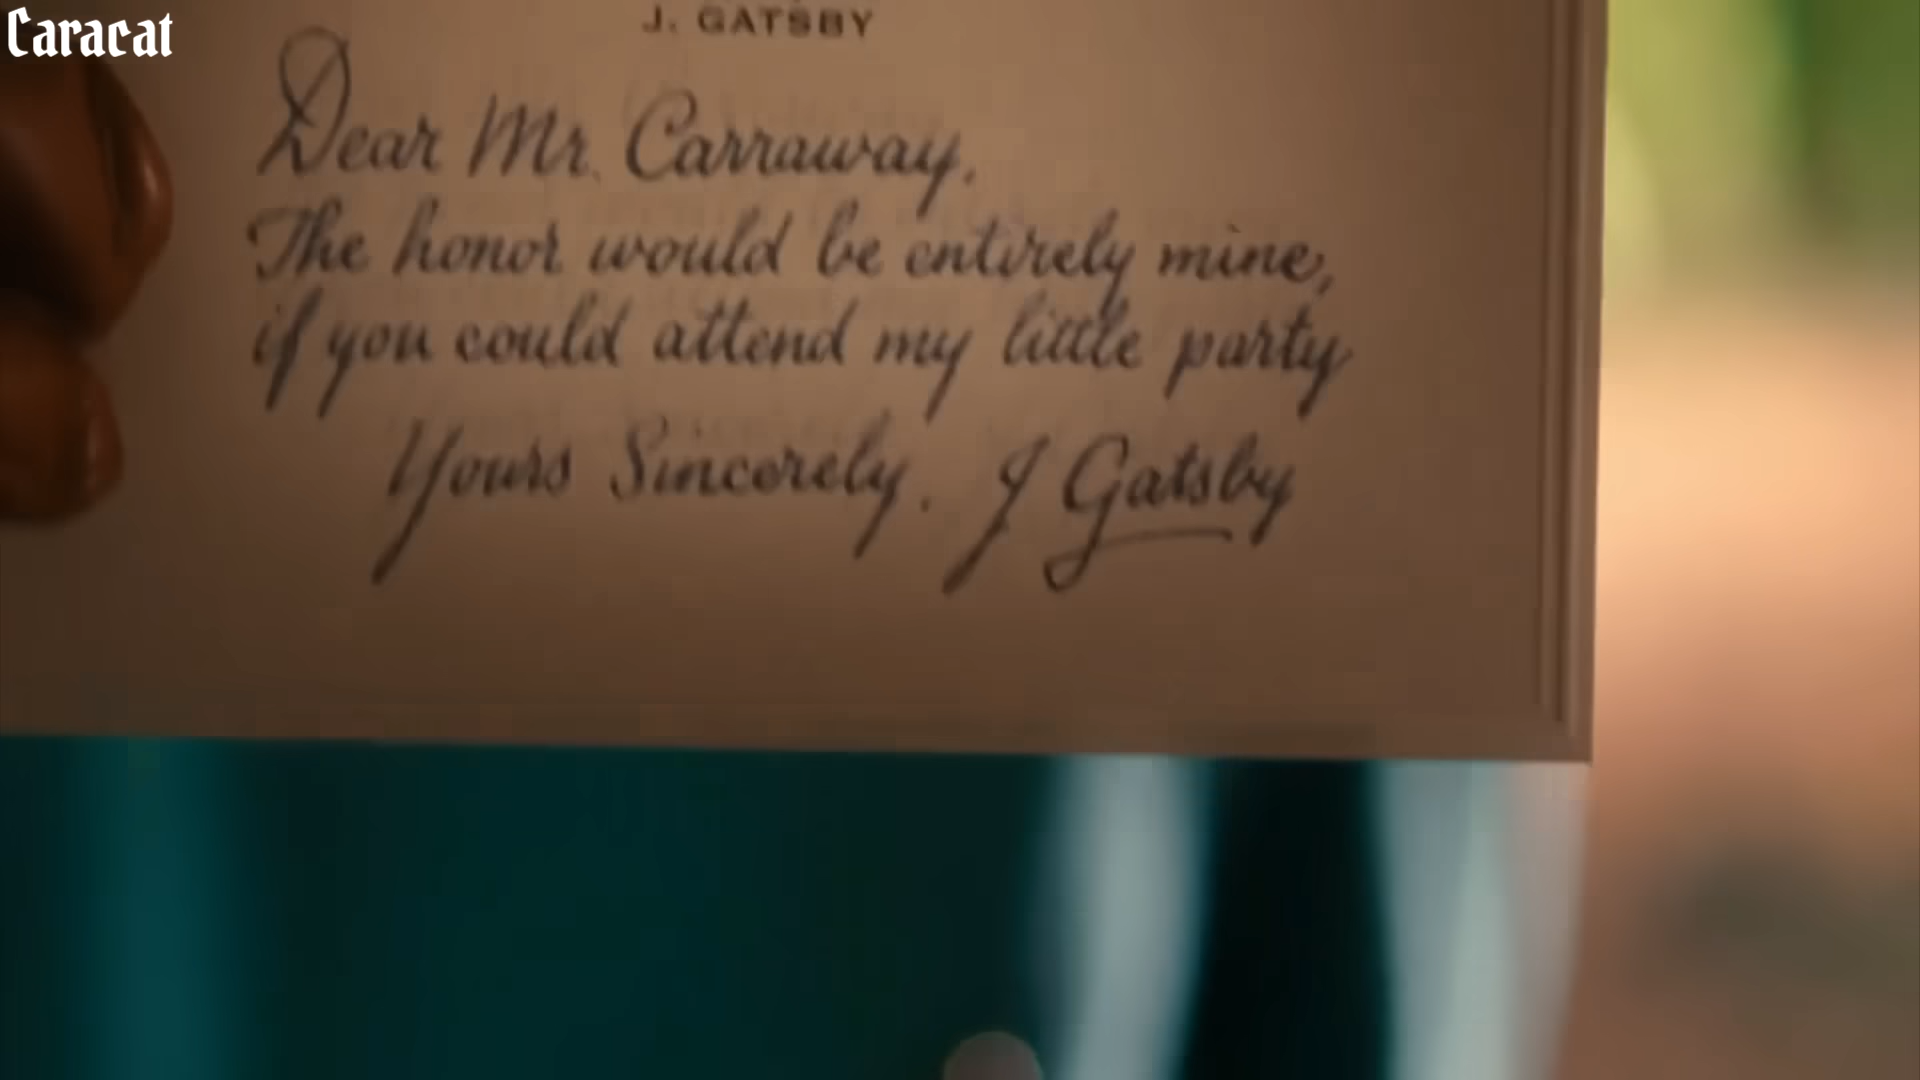 Caracat
J. GATSBY
Dear Mr. Carraway.
The honor would be entirely mine,
if you could attend my little party
Yours Sincerely. J Gatsby